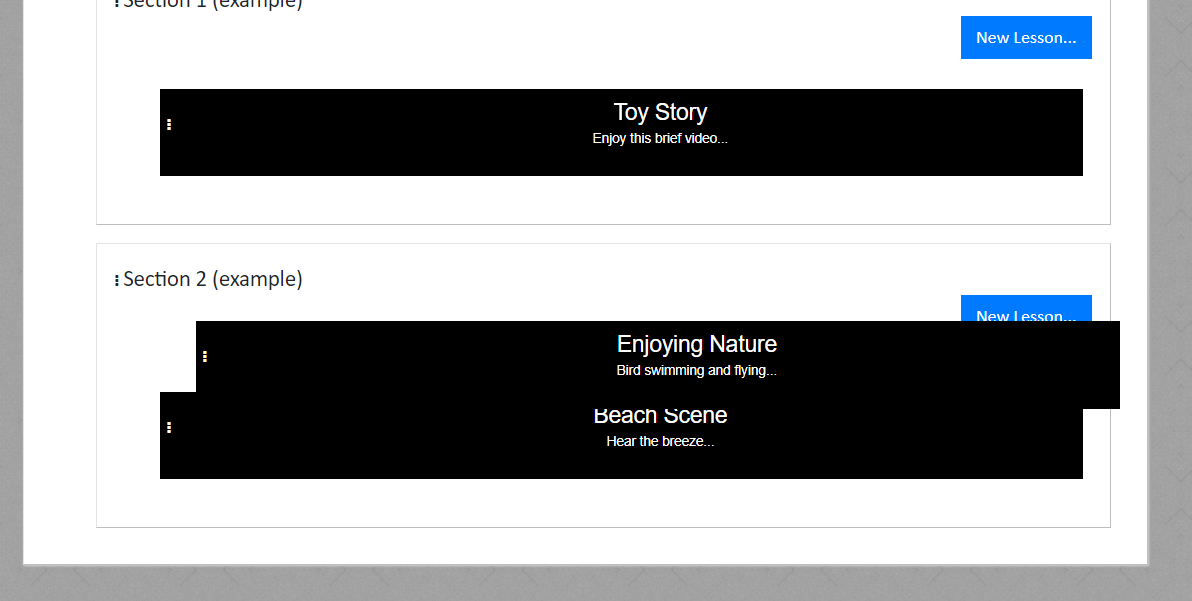 Section 1 (example)
New Lesson...
Toy Story
Enjoy this brief video...
Section 2 (example)
New Lesson...
Enjoying Nature
Bird swimming and flying...
Beach Scene
Hear the breeze...